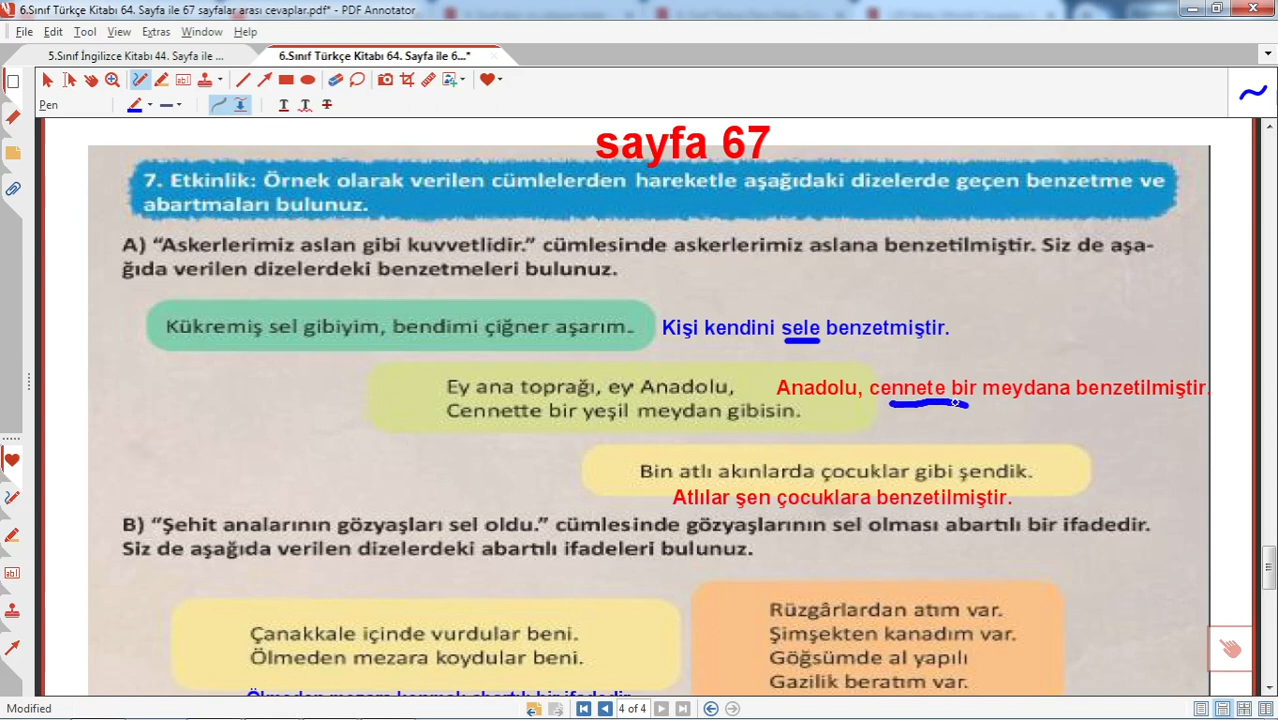 6.Sınıf Türkçe Kitabı 64. Sayfa ile 67 sayfalar arası cevaplar.pdf* - PDF Annotator
File Edit Tool View Extras Window Help
5.Sınıf İngilizce Kitabı 44. Sayfa ile ... 6.Sınıf Türkçe Kitabı 64. Sayfa ile 6...*
Pen
sayfa 67
7. Etkinlik: Örnek olarak verilen cümlelerden hareketle aşağıdaki dizelerde geçen benzetme ve
abartmaları bulunuz.
A) “Askerlerimiz aslan gibi kuvvetlidir.” cümlesinde askerlerimiz aslana benzetilmiştir. Siz de aşa-
ğıda verilen dizelerdeki benzetmeleri bulunuz.
Kükremiş sel gibiyim, bendimi çiğner aşarım. Kişi kendini sele benzetmiştir.
Ey ana toprağı, ey Anadolu, Anadolu, cennete bir meydana benzetilmiştir.
Cennette bir yeşil meydan gibisin.
Bin atlı akınlarda çocuklar gibi şendik.
Atlılar şen çocuklara benzetilmiştir.
B) “Şehit analarının gözyaşları sel oldu.” cümlesinde gözyaşlarının sel olması abartılı bir ifadedir.
Siz de aşağıda verilen dizelerdeki abartılı ifadeleri bulunuz.
Çanakkale içinde vurdular beni.
Ölmeden mezara koydular beni.
Rüzgârlardan atım var.
Şimşekten kanadım var.
Göğsümde al yapılı
Gazilik beratım var.
Ölmeden mezara konmak abartılı bir ifadedir.
Modified 4 of 4